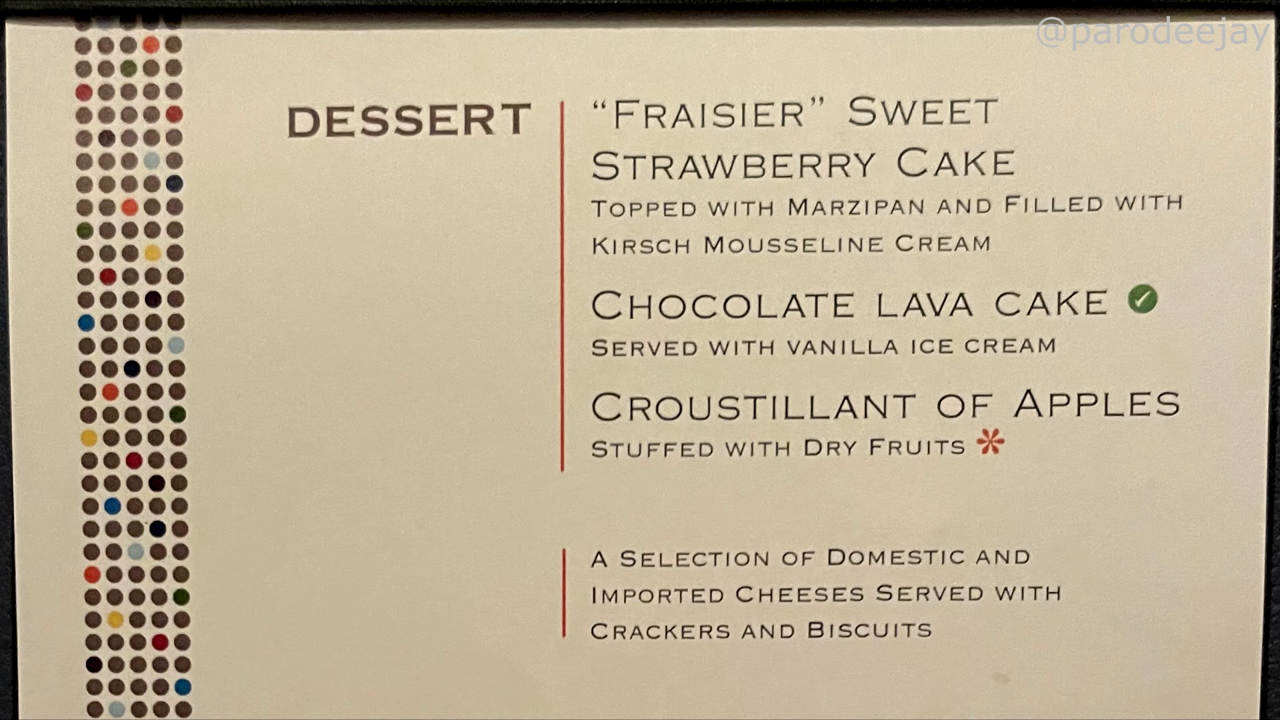 @parodeejay
DESSERT
“FRAISIER” SWEET
STRAWBERRY CAKE
TOPPED WITH MARZIPAN AND FILLED WITH
KIRSCH MOUSSELINE CREAM
CHOCOLATE LAVA CAKE ✓
SERVED WITH VANILLA ICE CREAM
CROUSTILLANT OF APPLES
STUFFED WITH DRY FRUITS *
A SELECTION OF DOMESTIC AND
IMPORTED CHEESES SERVED WITH
CRACKERS AND BISCUITS